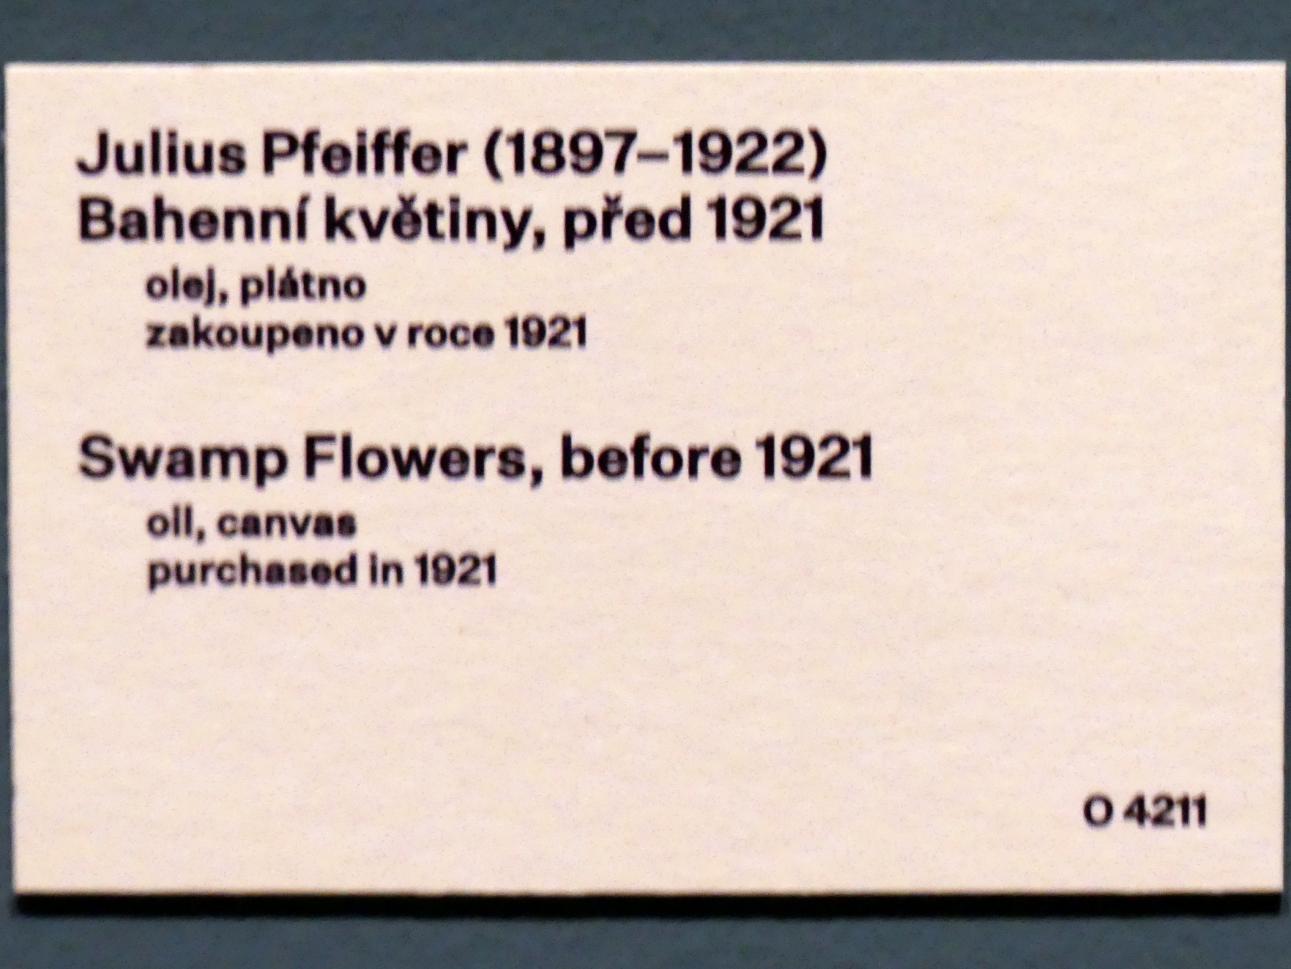 Julius Pfeiffer (1897–1922)
Bahenní květiny, před 1921
olej, plátno
zakoupeno v roce 1921
Swamp Flowers, before 1921
oil, canvas
purchased in 1921
O 4211